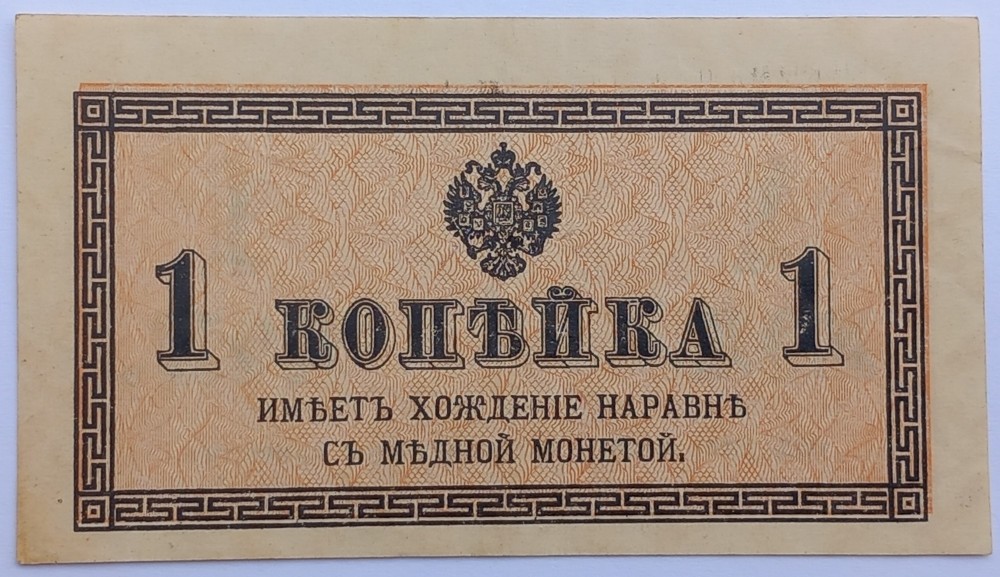 1 КОПѢЙКА 1
ИМѢЕТЪ ХОЖДЕНІЕ НАРАВНѢ
СЪ МѢДНОЙ МОНЕТОЙ.